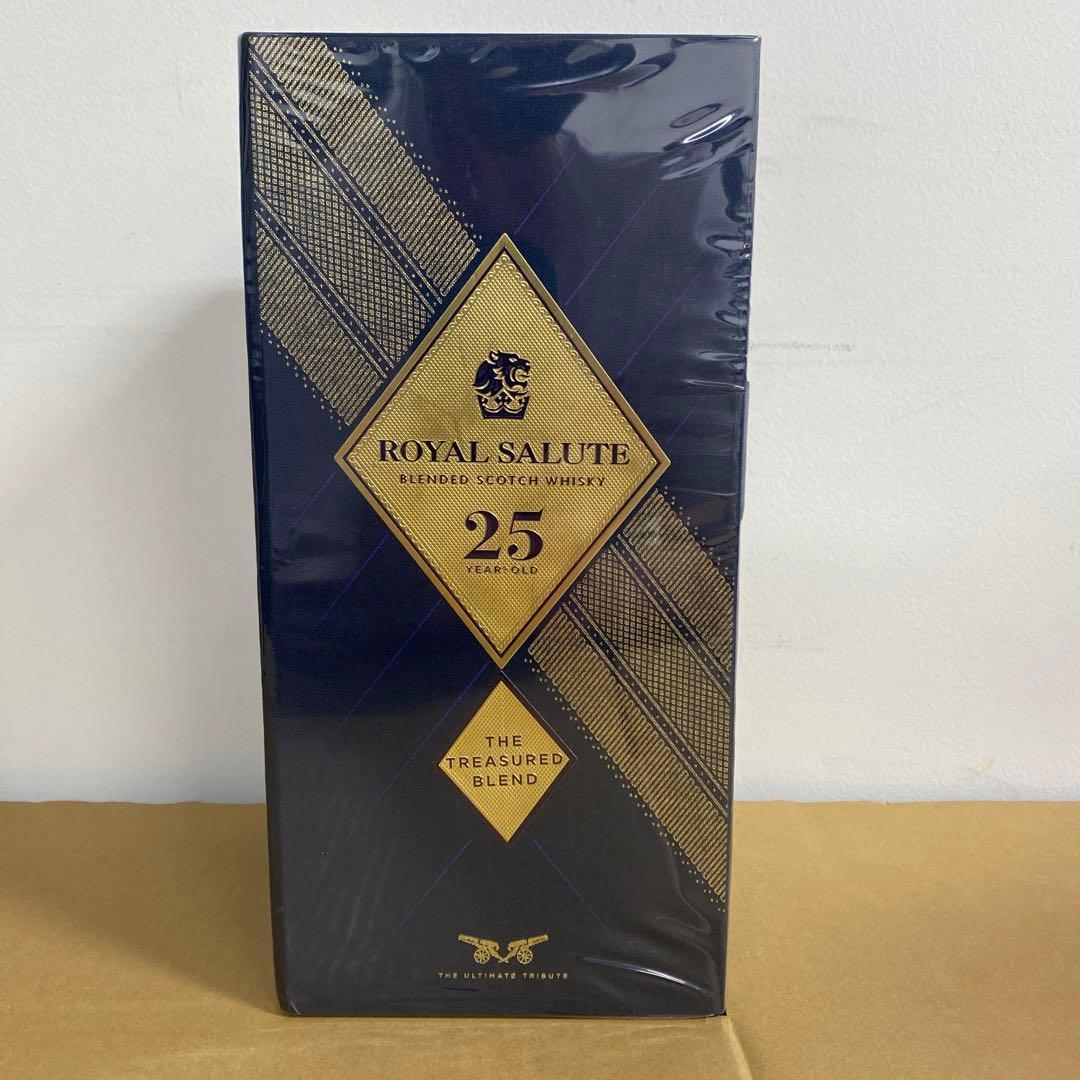 ROYAL SALUTE
BLENDED SCOTCH WHISKY
25
YEAR-OLD
THE
TREASURED
BLEND
THE ULTIMATE TRIBUTE